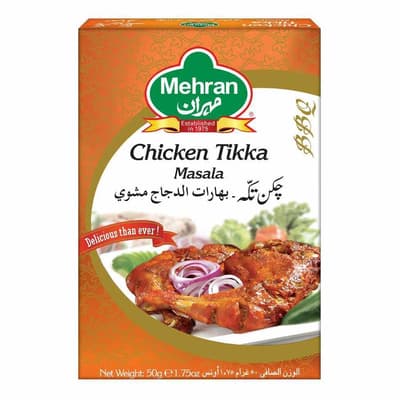 Mehran
مہران
Established
in 1975
BBQ
Chicken Tikka
Masala
چکن تکّہ - بهارات الدجاج مشوي
Delicious than ever!
Net Weight: 50g ℮ 1.75oz الوزن الصافي ٥٠ غرام ١٫٧٥ أونس